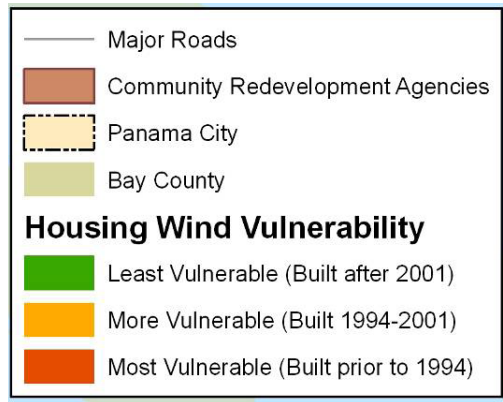 Major Roads
Community Redevelopment Agencies
Panama City
Bay County
Housing Wind Vulnerability
Least Vulnerable (Built after 2001)
More Vulnerable (Built 1994-2001)
Most Vulnerable (Built prior to 1994)